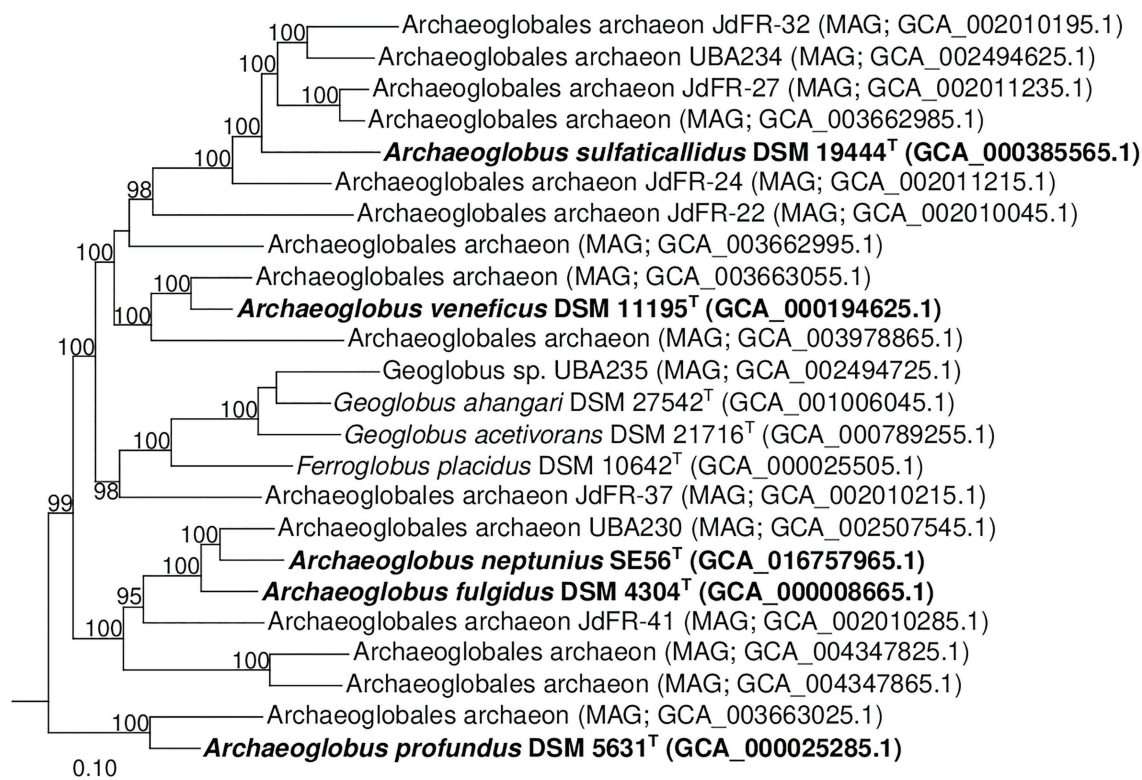 100 Archaeoglobales archaeon JdFR-32 (MAG; GCA_002010195.1)
100 Archaeoglobales archaeon UBA234 (MAG; GCA_002494625.1)
100 Archaeoglobales archaeon JdFR-27 (MAG; GCA_002011235.1)
100 Archaeoglobales archaeon (MAG; GCA_003662985.1)
100 Archaeoglobus sulfaticallidus DSM 19444ᵀ (GCA_000385565.1)
98 Archaeoglobales archaeon JdFR-24 (MAG; GCA_002011215.1)
Archaeoglobales archaeon JdFR-22 (MAG; GCA_002010045.1)
100 Archaeoglobales archaeon (MAG; GCA_003662995.1)
100 Archaeoglobales archaeon (MAG; GCA_003663055.1)
100 Archaeoglobus veneficus DSM 11195ᵀ (GCA_000194625.1)
100 Archaeoglobales archaeon (MAG; GCA_003978865.1)
Geoglobus sp. UBA235 (MAG; GCA_002494725.1)
100 Geoglobus ahangari DSM 27542ᵀ (GCA_001006045.1)
100 Geoglobus acetivorans DSM 21716ᵀ (GCA_000789255.1)
Ferroglobus placidus DSM 10642ᵀ (GCA_000025505.1)
99 98 Archaeoglobales archaeon JdFR-37 (MAG; GCA_002010215.1)
100 Archaeoglobales archaeon UBA230 (MAG; GCA_002507545.1)
100 Archaeoglobus neptunius SE56ᵀ (GCA_016757965.1)
95 Archaeoglobus fulgidus DSM 4304ᵀ (GCA_000008665.1)
100 Archaeoglobales archaeon JdFR-41 (MAG; GCA_002010285.1)
100 Archaeoglobales archaeon (MAG; GCA_004347825.1)
Archaeoglobales archaeon (MAG; GCA_004347865.1)
100 Archaeoglobales archaeon (MAG; GCA_003663025.1)
Archaeoglobus profundus DSM 5631ᵀ (GCA_000025285.1)
0.10